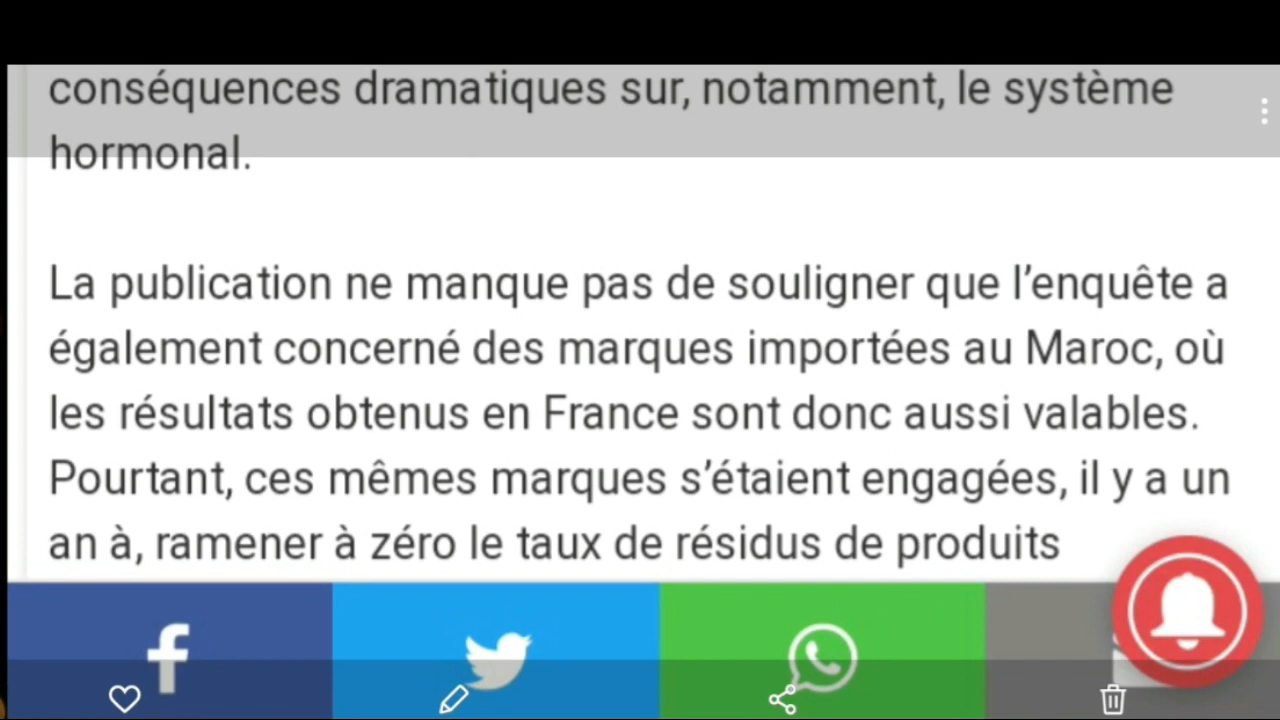 conséquences dramatiques sur, notamment, le système
hormonal.
La publication ne manque pas de souligner que l’enquête a
également concerné des marques importées au Maroc, où
les résultats obtenus en France sont donc aussi valables.
Pourtant, ces mêmes marques s’étaient engagées, il y a un
an à, ramener à zéro le taux de résidus de produits